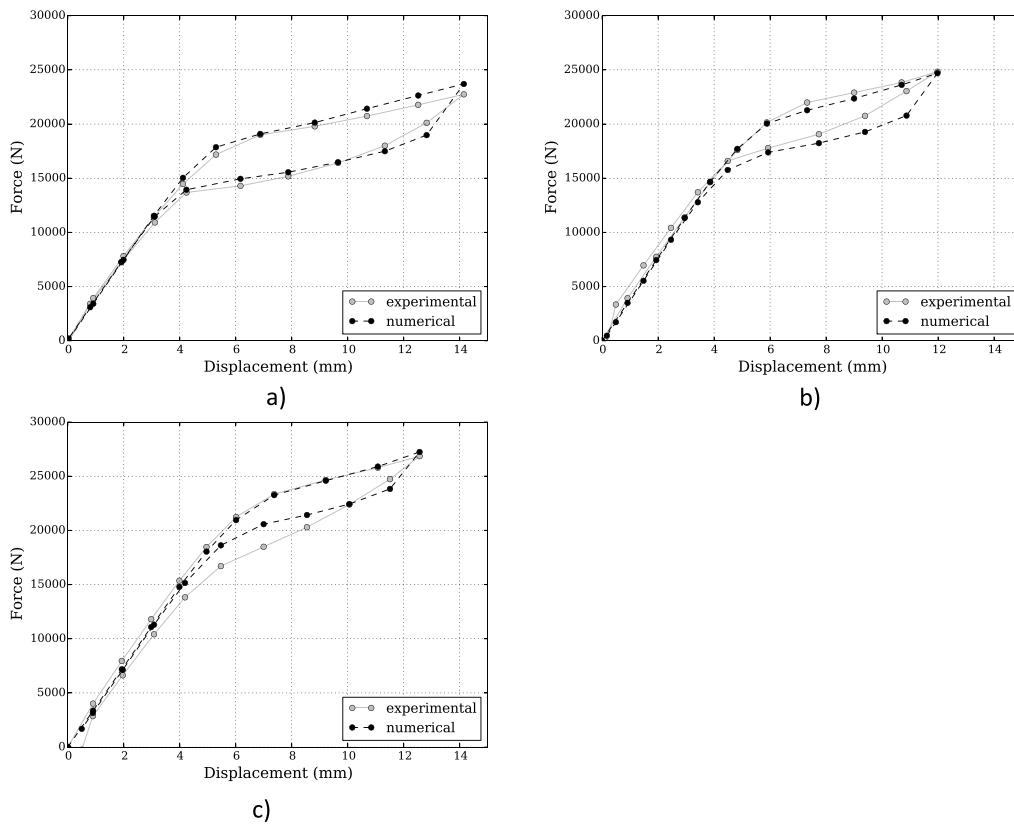 30000
25000
20000
15000
10000
5000
0
Force (N)
0 2 4 6 8 10 12 14
Displacement (mm)
experimental
numerical
a)
30000
25000
20000
15000
10000
5000
0
Force (N)
0 2 4 6 8 10 12 14
Displacement (mm)
experimental
numerical
b)
30000
25000
20000
15000
10000
5000
0
Force (N)
0 2 4 6 8 10 12 14
Displacement (mm)
experimental
numerical
c)